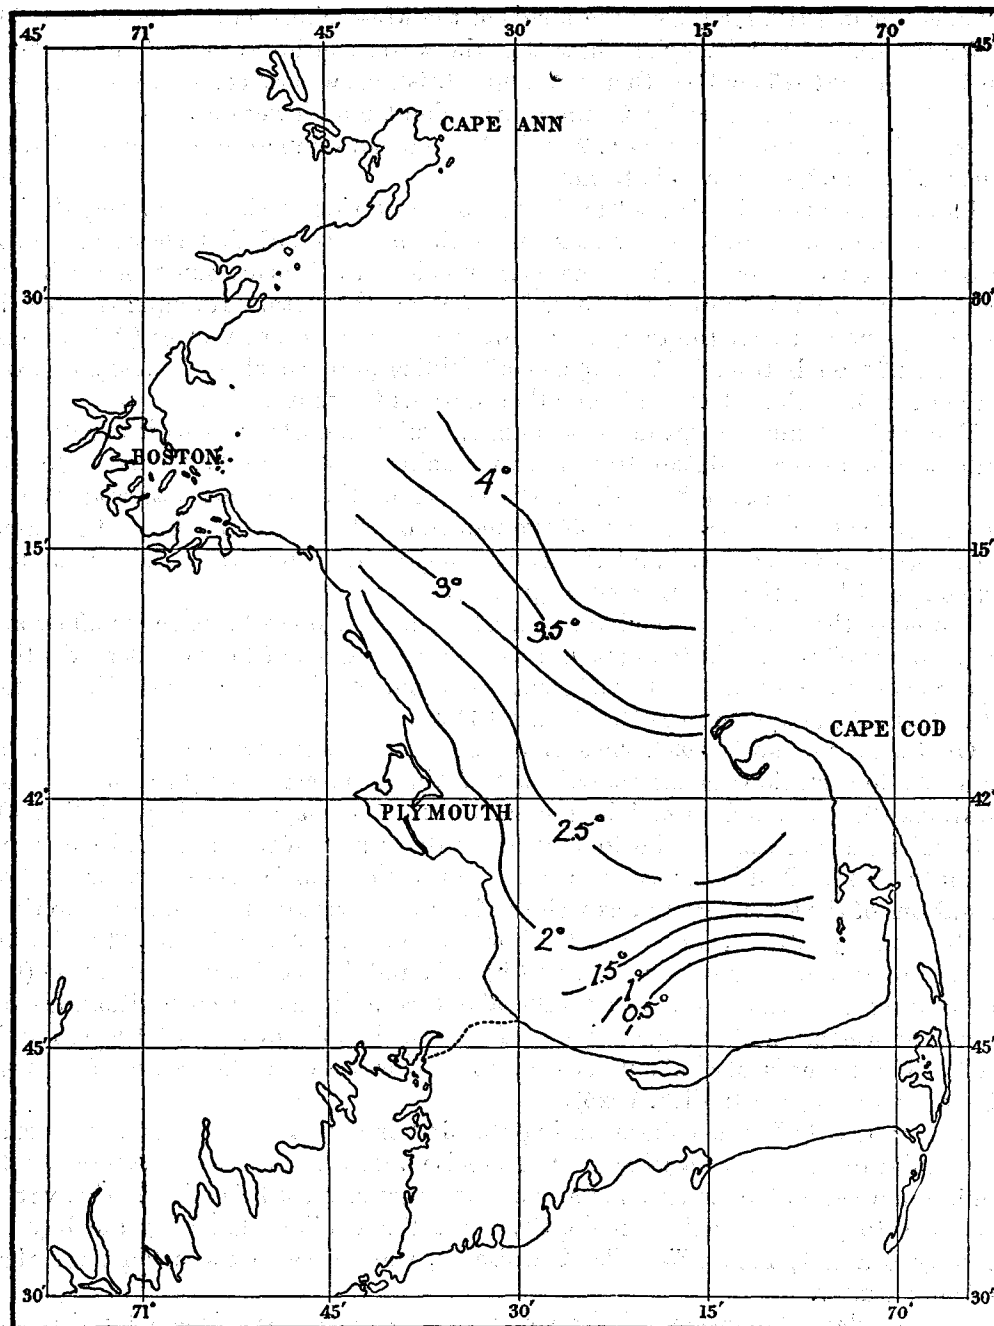 45' 71° 45' 30' 15' 70° 45'
CAPE ANN
30' 30'
BOSTON
4°
15' 15'
3°
3.5°
CAPE COD
42° 42°
PLYMOUTH
2.5°
2°
1.5°
1°
0.5°
45' 45'
30' 71° 45' 30' 15' 70° 30'